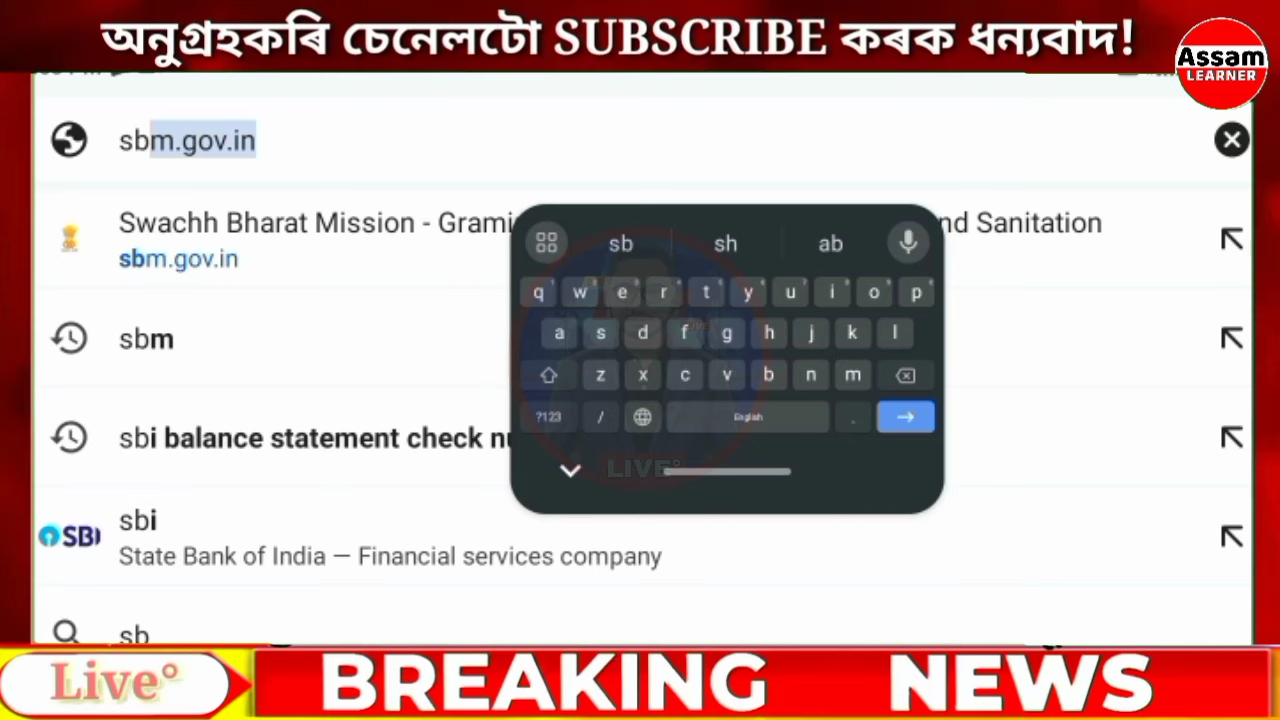 অনুগ্ৰহকৰি চেনেলটো SUBSCRIBE কৰক ধন্যবাদ!
Assam
LEARNER
sbm.gov.in
Swachh Bharat Mission - Grami nd Sanitation
sbm.gov.in
sbm
sbi balance statement check
sbi
SBI
State Bank of India — Financial services company
sb
sb sh ab
q w e r t y u i o p
a s d f g h j k l
z x c v b n m
?123 / English .
LIVE°
Live°
BREAKING NEWS